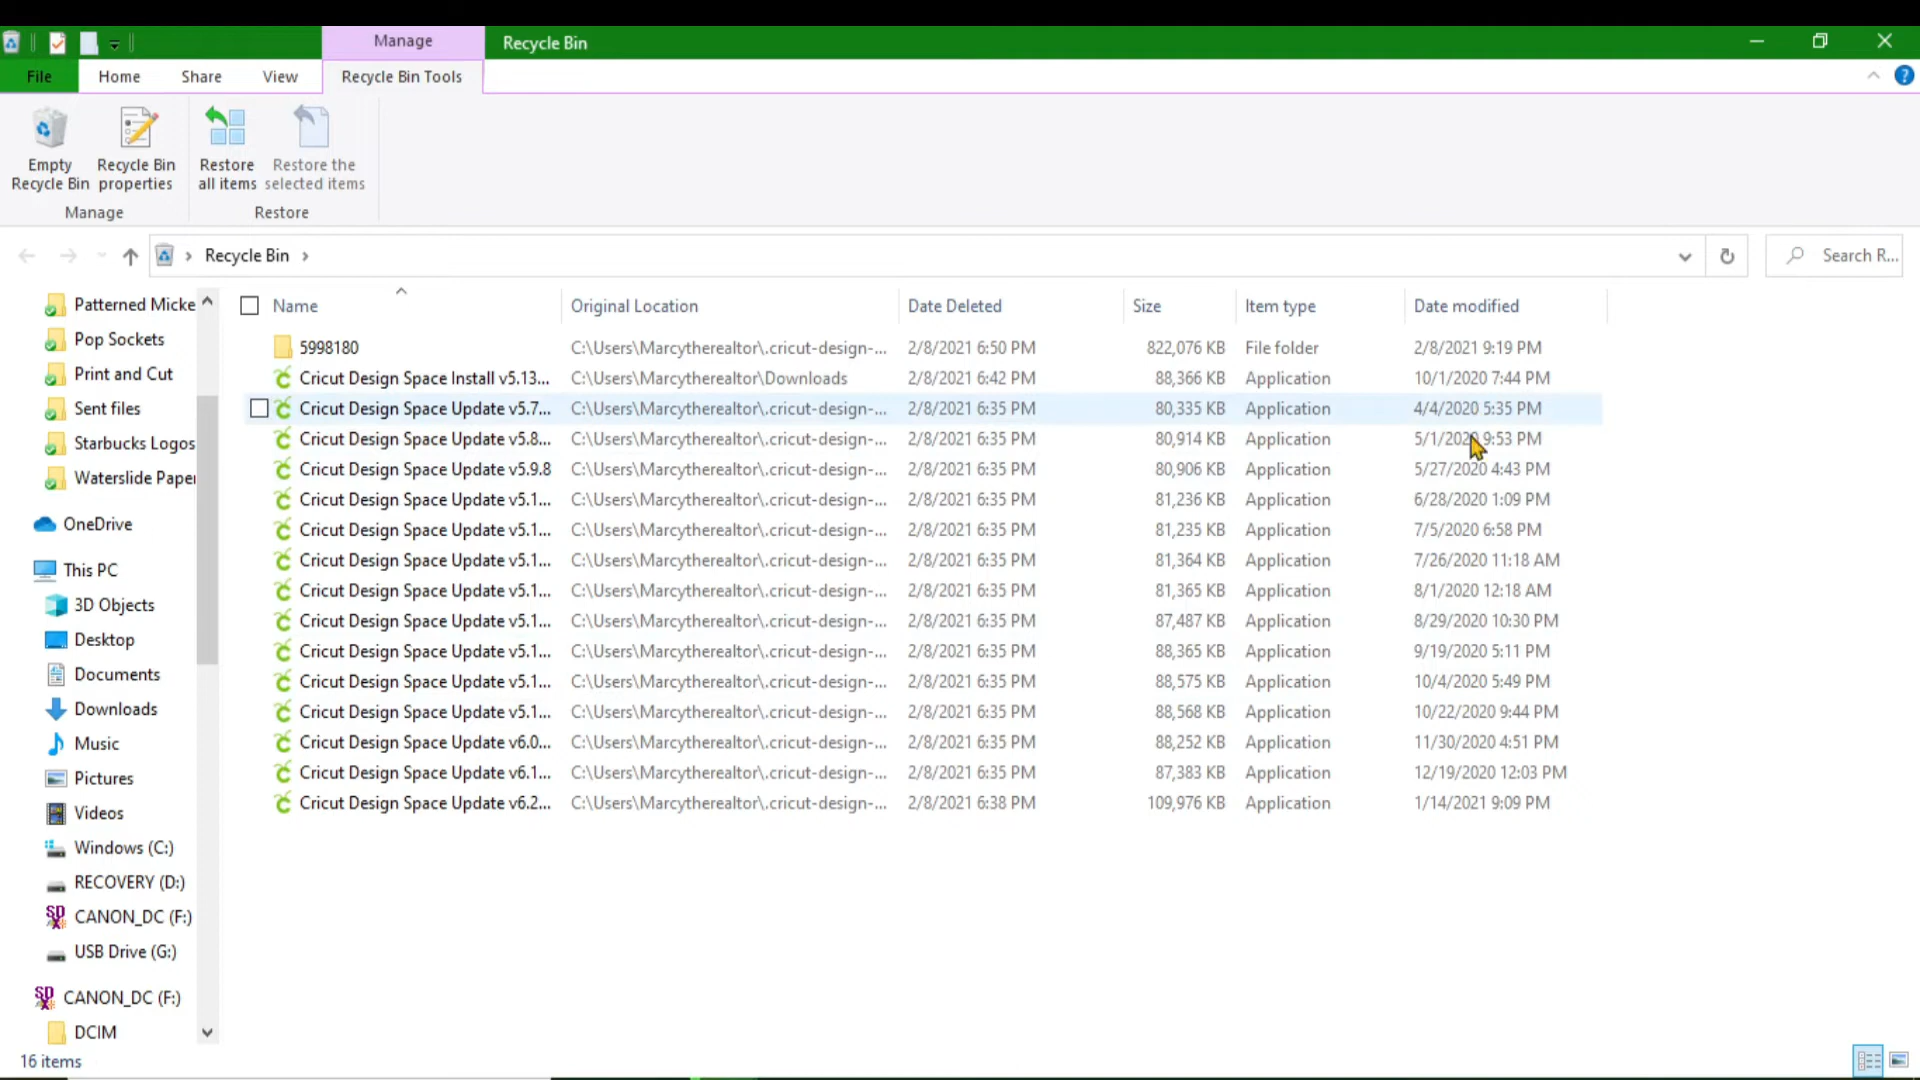 Manage
Recycle Bin
File Home Share View Recycle Bin Tools
Empty Recycle Bin
Recycle Bin properties
Restore all items
Restore the selected items
Manage
Restore
Recycle Bin
Search R...
Patterned Micke
Pop Sockets
Print and Cut
Sent files
Starbucks Logos
Waterslide Paper
OneDrive
This PC
3D Objects
Desktop
Documents
Downloads
Music
Pictures
Videos
Windows (C:)
RECOVERY (D:)
CANON_DC (F:)
USB Drive (G:)
CANON_DC (F:)
DCIM
Name Original Location Date Deleted Size Item type Date modified
5998180 C:\Users\Marcytherealtor\.cricut-design-... 2/8/2021 6:50 PM 822,076 KB File folder 2/8/2021 9:19 PM
Cricut Design Space Install v5.13... C:\Users\Marcytherealtor\Downloads 2/8/2021 6:42 PM 88,366 KB Application 10/1/2020 7:44 PM
Cricut Design Space Update v5.7... C:\Users\Marcytherealtor\.cricut-design-... 2/8/2021 6:35 PM 80,335 KB Application 4/4/2020 5:35 PM
Cricut Design Space Update v5.8... C:\Users\Marcytherealtor\.cricut-design-... 2/8/2021 6:35 PM 80,914 KB Application 5/1/2020 9:53 PM
Cricut Design Space Update v5.9.8 C:\Users\Marcytherealtor\.cricut-design-... 2/8/2021 6:35 PM 80,906 KB Application 5/27/2020 4:43 PM
Cricut Design Space Update v5.1... C:\Users\Marcytherealtor\.cricut-design-... 2/8/2021 6:35 PM 81,236 KB Application 6/28/2020 1:09 PM
Cricut Design Space Update v5.1... C:\Users\Marcytherealtor\.cricut-design-... 2/8/2021 6:35 PM 81,235 KB Application 7/5/2020 6:58 PM
Cricut Design Space Update v5.1... C:\Users\Marcytherealtor\.cricut-design-... 2/8/2021 6:35 PM 81,364 KB Application 7/26/2020 11:18 AM
Cricut Design Space Update v5.1... C:\Users\Marcytherealtor\.cricut-design-... 2/8/2021 6:35 PM 81,365 KB Application 8/1/2020 12:18 AM
Cricut Design Space Update v5.1... C:\Users\Marcytherealtor\.cricut-design-... 2/8/2021 6:35 PM 87,487 KB Application 8/29/2020 10:30 PM
Cricut Design Space Update v5.1... C:\Users\Marcytherealtor\.cricut-design-... 2/8/2021 6:35 PM 88,365 KB Application 9/19/2020 5:11 PM
Cricut Design Space Update v5.1... C:\Users\Marcytherealtor\.cricut-design-... 2/8/2021 6:35 PM 88,575 KB Application 10/4/2020 5:49 PM
Cricut Design Space Update v5.1... C:\Users\Marcytherealtor\.cricut-design-... 2/8/2021 6:35 PM 88,568 KB Application 10/22/2020 9:44 PM
Cricut Design Space Update v6.0... C:\Users\Marcytherealtor\.cricut-design-... 2/8/2021 6:35 PM 88,252 KB Application 11/30/2020 4:51 PM
Cricut Design Space Update v6.1... C:\Users\Marcytherealtor\.cricut-design-... 2/8/2021 6:35 PM 87,383 KB Application 12/19/2020 12:03 PM
Cricut Design Space Update v6.2... C:\Users\Marcytherealtor\.cricut-design-... 2/8/2021 6:38 PM 109,976 KB Application 1/14/2021 9:09 PM
16 items